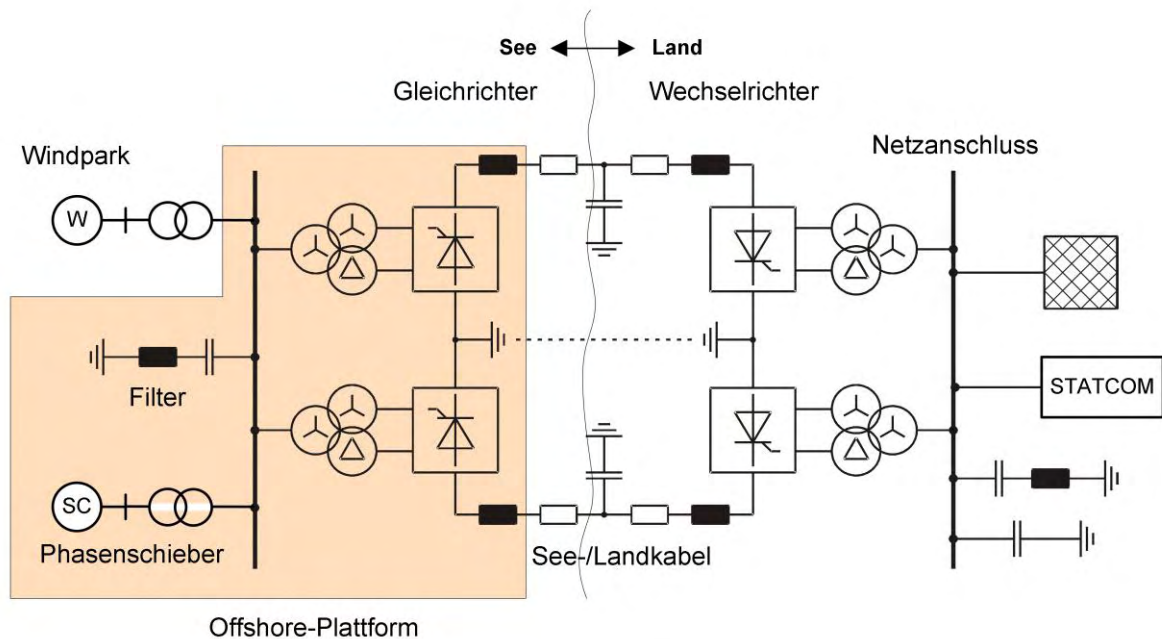 See
Land
Gleichrichter
Wechselrichter
Windpark
Netzanschluss
W
Filter
STATCOM
SC
Phasenschieber
See-/Landkabel
Offshore-Plattform